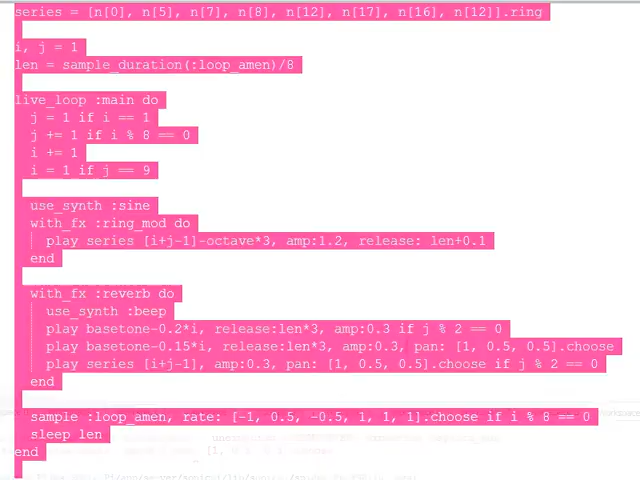 series = [n[0], n[5], n[7], n[8], n[12], n[17], n[16], n[12]].ring
i, j = 1
len = sample_duration(:loop_amen)/8
live_loop :main do
j = 1 if i == 1
j += 1 if i % 8 == 0
i += 1
i = 1 if j == 9
use_synth :sine
with_fx :ring_mod do
play series [i+j-1]-octave*3, amp:1.2, release: len+0.1
end
with_fx :reverb do
use_synth :beep
play basetone-0.2*i, release:len*3, amp:0.3 if j % 2 == 0
play basetone-0.15*i, release:len*3, amp:0.3, pan: [1, 0.5, 0.5].choose
play series [i+j-1], amp:0.3, pan: [1, 0.5, 0.5].choose if j % 2 == 0
end
sample :loop_amen, rate: [-1, 0.5, -0.5, 1, 1, 1].choose if i % 8 == 0
sleep len
end